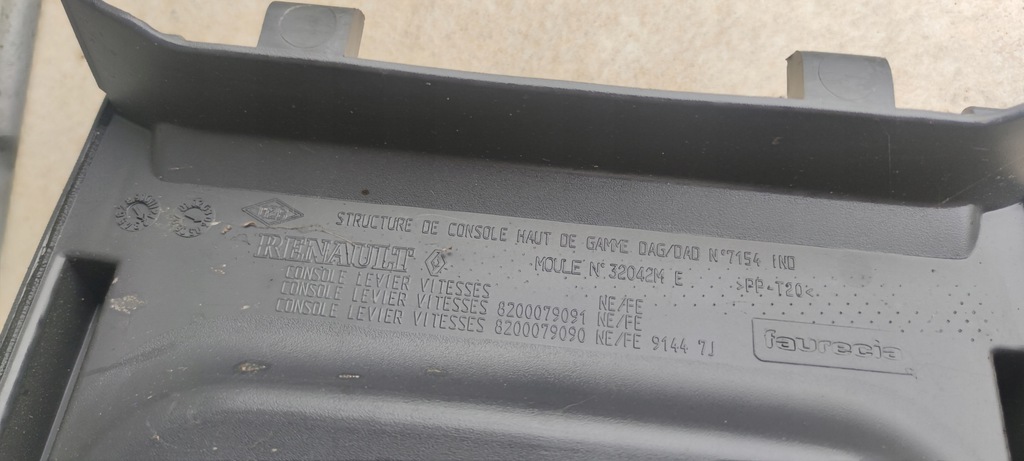 STRUCTURE DE CONSOLE HAUT DE GAMME DAG/DAD N°7154 IND
RENAULT
MOULE N°32042M E
>PP-T20<
CONSOLE LEVIER VITESSES
CONSOLE LEVIER VITESSES 8200079091 NE/FE
CONSOLE LEVIER VITESSES 8200079090 NE/FE
NE/FE 9144 7J
faurecia